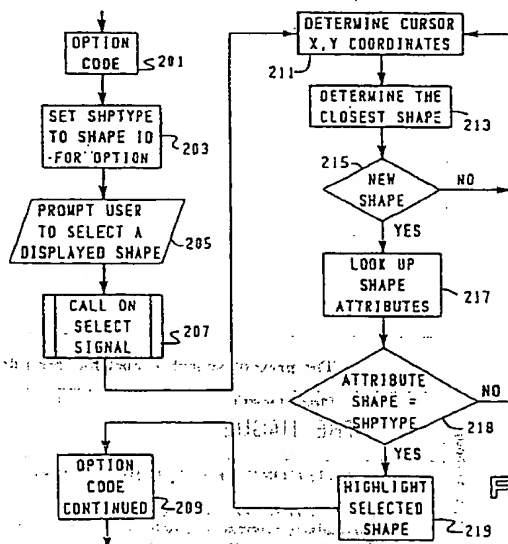 OPTION
CODE
201
SET SHPTYPE
TO SHAPE ID
FOR OPTION
203
PROMPT USER
TO SELECT A
DISPLAYED SHAPE
205
CALL ON
SELECT
SIGNAL
207
OPTION
CODE
CONTINUED
209
DETERMINE CURSOR
X,Y COORDINATES
211
DETERMINE THE
CLOSEST SHAPE
213
215
NEW
SHAPE
NO
YES
LOOK UP
SHAPE
ATTRIBUTES
217
ATTRIBUTE
SHAPE =
SHPTYPE
NO
218
YES
HIGHLIGHT
SELECTED
SHAPE
219
F